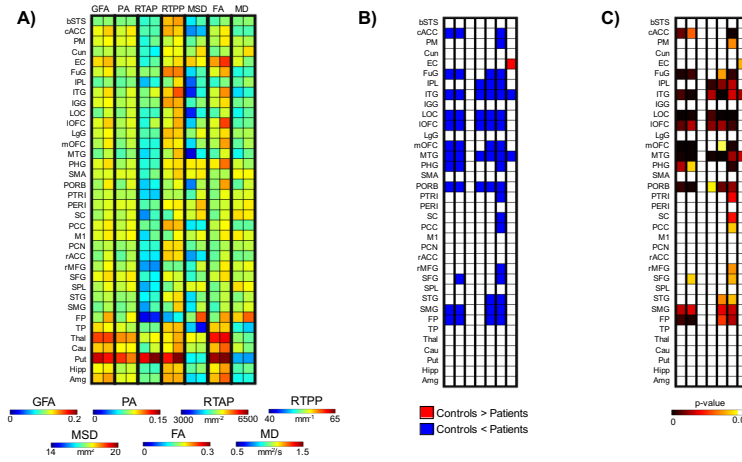 A)
GFA PA RTAP RTPP MSD FA MD
bSTS
cACC
PM
Cun
EC
FuG
IPL
ITG
IGG
LOC
lOFC
LgG
mOFC
MTG
PHG
SMA
PORB
PTRI
PERI
SC
PCC
M1
PCN
rACC
rMFG
SFG
SPL
STG
SMG
FP
TP
Thal
Cau
Put
Hipp
Amg
GFA
0 0.2
PA
0 0.15
RTAP
3000 mm-² 6500
RTPP
40 mm-¹ 65
MSD
14 mm² 20
FA
0 0.3
MD
0.5 mm²/s 1.5
B)
bSTS
cACC
PM
Cun
EC
FuG
IPL
ITG
IGG
LOC
lOFC
LgG
mOFC
MTG
PHG
SMA
PORB
PTRI
PERI
SC
PCC
M1
PCN
rACC
rMFG
SFG
SPL
STG
SMG
FP
TP
Thal
Cau
Put
Hipp
Amg
Controls > Patients
Controls < Patients
C)
bSTS
cACC
PM
Cun
EC
FuG
IPL
ITG
IGG
LOC
lOFC
LgG
mOFC
MTG
PHG
SMA
PORB
PTRI
PERI
SC
PCC
M1
PCN
rACC
rMFG
SFG
SPL
STG
SMG
FP
TP
Thal
Cau
Put
Hipp
Amg
p-value
0